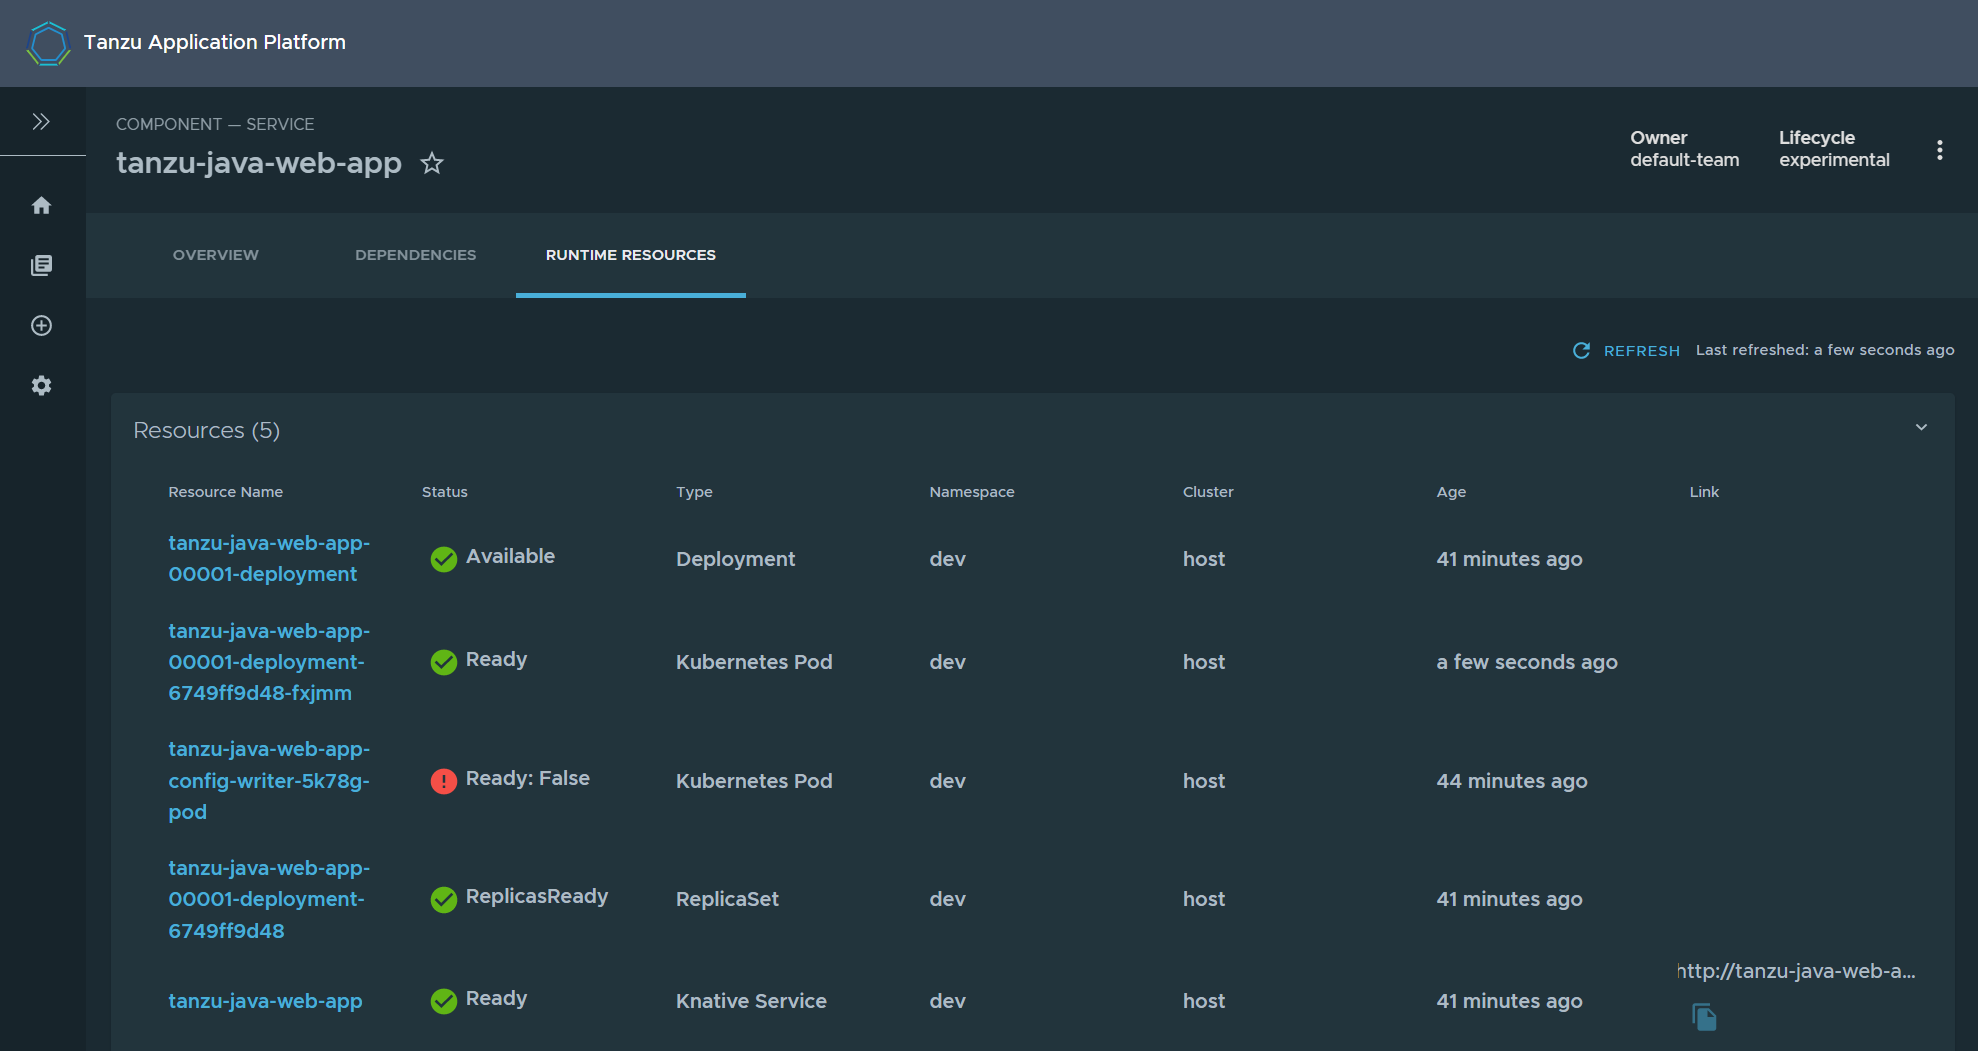 Tanzu Application Platform
COMPONENT — SERVICE
tanzu-java-web-app
Owner
default-team
Lifecycle
experimental
OVERVIEW
DEPENDENCIES
RUNTIME RESOURCES
REFRESH
Last refreshed: a few seconds ago
Resources (5)
Resource Name Status Type Namespace Cluster Age Link
tanzu-java-web-app-
00001-deployment
Available Deployment dev host 41 minutes ago
tanzu-java-web-app-
00001-deployment-
6749ff9d48-fxjmm
Ready Kubernetes Pod dev host a few seconds ago
tanzu-java-web-app-
config-writer-5k78g-
pod
Ready: False Kubernetes Pod dev host 44 minutes ago
tanzu-java-web-app-
00001-deployment-
6749ff9d48
ReplicasReady ReplicaSet dev host 41 minutes ago
tanzu-java-web-app Ready Knative Service dev host 41 minutes ago
http://tanzu-java-web-a...